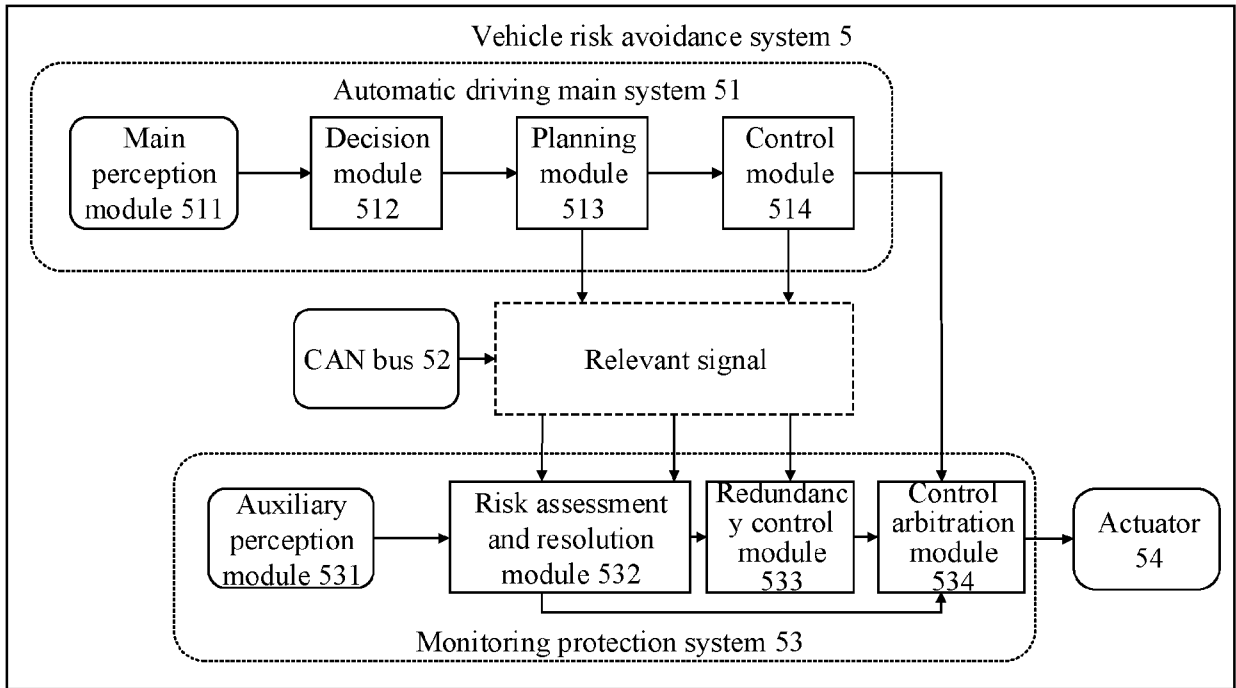 Vehicle risk avoidance system 5
Automatic driving main system 51
Main
perception
module 511
Decision
module
512
Planning
module
513
Control
module
514
CAN bus 52
Relevant signal
Auxiliary
perception
module 531
Risk assessment
and resolution
module 532
Redundanc
y control
module
533
Control
arbitration
module
534
Actuator
54
Monitoring protection system 53